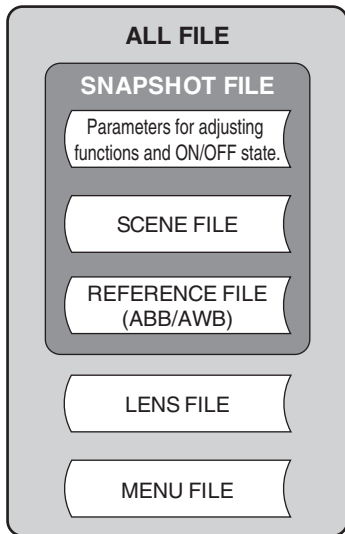 ALL FILE
SNAPSHOT FILE
Parameters for adjusting
functions and ON/OFF state.
SCENE FILE
REFERENCE FILE
(ABB/AWB)
LENS FILE
MENU FILE